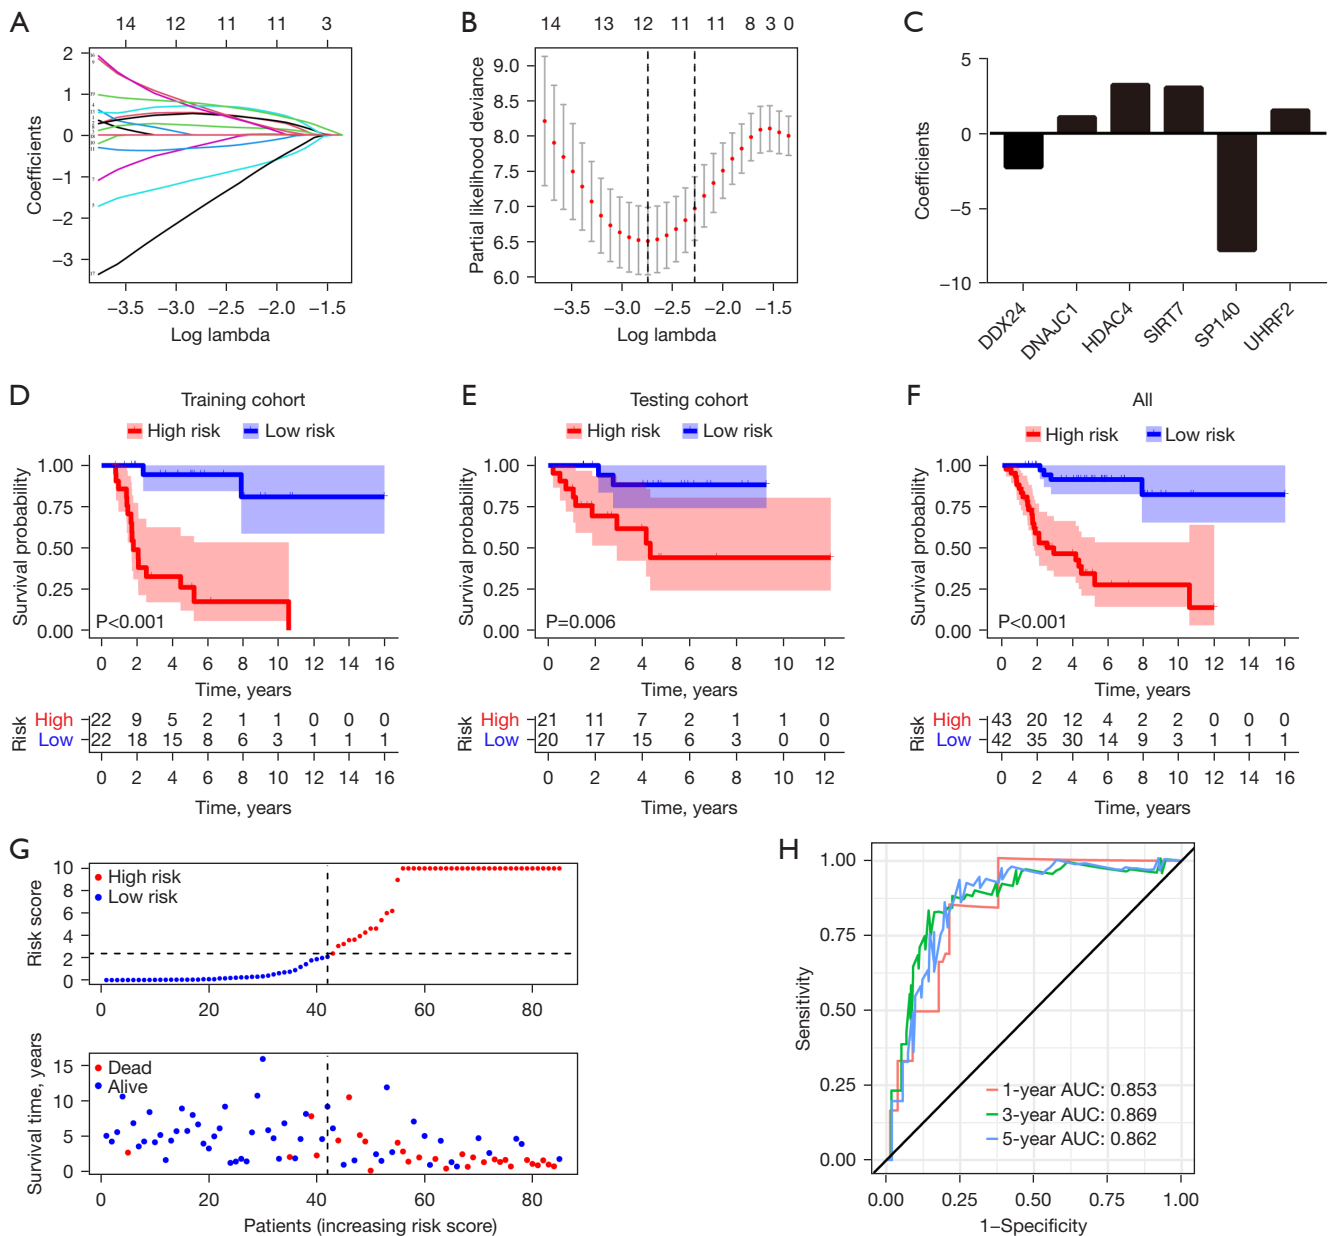 A
14 12 11 11 3
2
1
0
−1
−2
−3
Coefficients
−3.5 −3.0 −2.5 −2.0 −1.5
Log lambda
B
14 13 12 11 11 8 3 0
9.0
8.5
8.0
7.5
7.0
6.5
6.0
Partial likelihood deviance
−3.5 −3.0 −2.5 −2.0 −1.5
Log lambda
C
5
0
−5
−10
Coefficients
DDX24 DNAJC1 HDAC4 SIRT7 SP140 UHRF2
D
Training cohort
High risk Low risk
1.00
0.75
0.50
0.25
0.00
Survival probability
P<0.001
0 2 4 6 8 10 12 14 16
Time, years
Risk
High 22 9 5 2 1 1 0 0 0
Low 22 18 15 8 6 3 1 1 1
0 2 4 6 8 10 12 14 16
Time, years
E
Testing cohort
High risk Low risk
1.00
0.75
0.50
0.25
0.00
Survival probability
P=0.006
0 2 4 6 8 10 12
Time, years
Risk
High 21 11 7 2 1 1 0
Low 20 17 15 6 3 0 0
0 2 4 6 8 10 12
Time, years
F
All
High risk Low risk
1.00
0.75
0.50
0.25
0.00
Survival probability
P<0.001
0 2 4 6 8 10 12 14 16
Time, years
Risk
High 43 20 12 4 2 2 0 0 0
Low 42 35 30 14 9 3 1 1 1
0 2 4 6 8 10 12 14 16
Time, years
G
10
8
6
4
2
0
Risk score
High risk
Low risk
0 20 40 60 80
15
10
5
0
Survival time, years
Dead
Alive
0 20 40 60 80
Patients (increasing risk score)
H
1.00
0.75
0.50
0.25
0.00
Sensitivity
1-year AUC: 0.853
3-year AUC: 0.869
5-year AUC: 0.862
0.00 0.25 0.50 0.75 1.00
1−Specificity